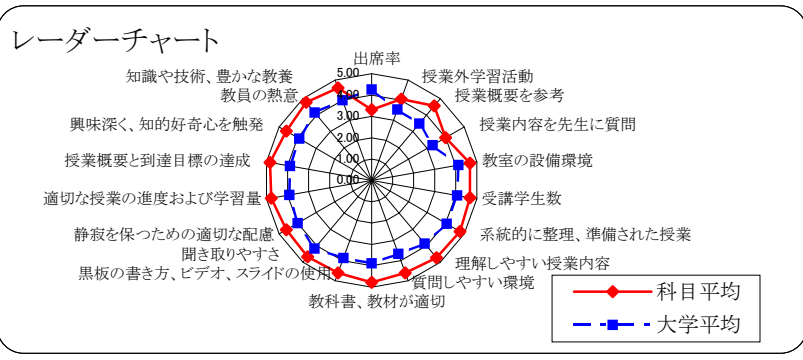 レーダーチャート
出席率
授業外学習活動
授業概要を参考
授業内容を先生に質問
教室の設備環境
受講学生数
系統的に整理、準備された授業
理解しやすい授業内容
質問しやすい環境
教科書、教材が適切
黒板の書き方、ビデオ、スライドの使用
聞き取りやすさ
静寂を保つための適切な配慮
適切な授業の進度および学習量
授業概要と到達目標の達成
興味深く、知的好奇心を触発
教員の熱意
知識や技術、豊かな教養
5.00
4.00
3.00
2.00
1.00
0.00
科目平均
大学平均